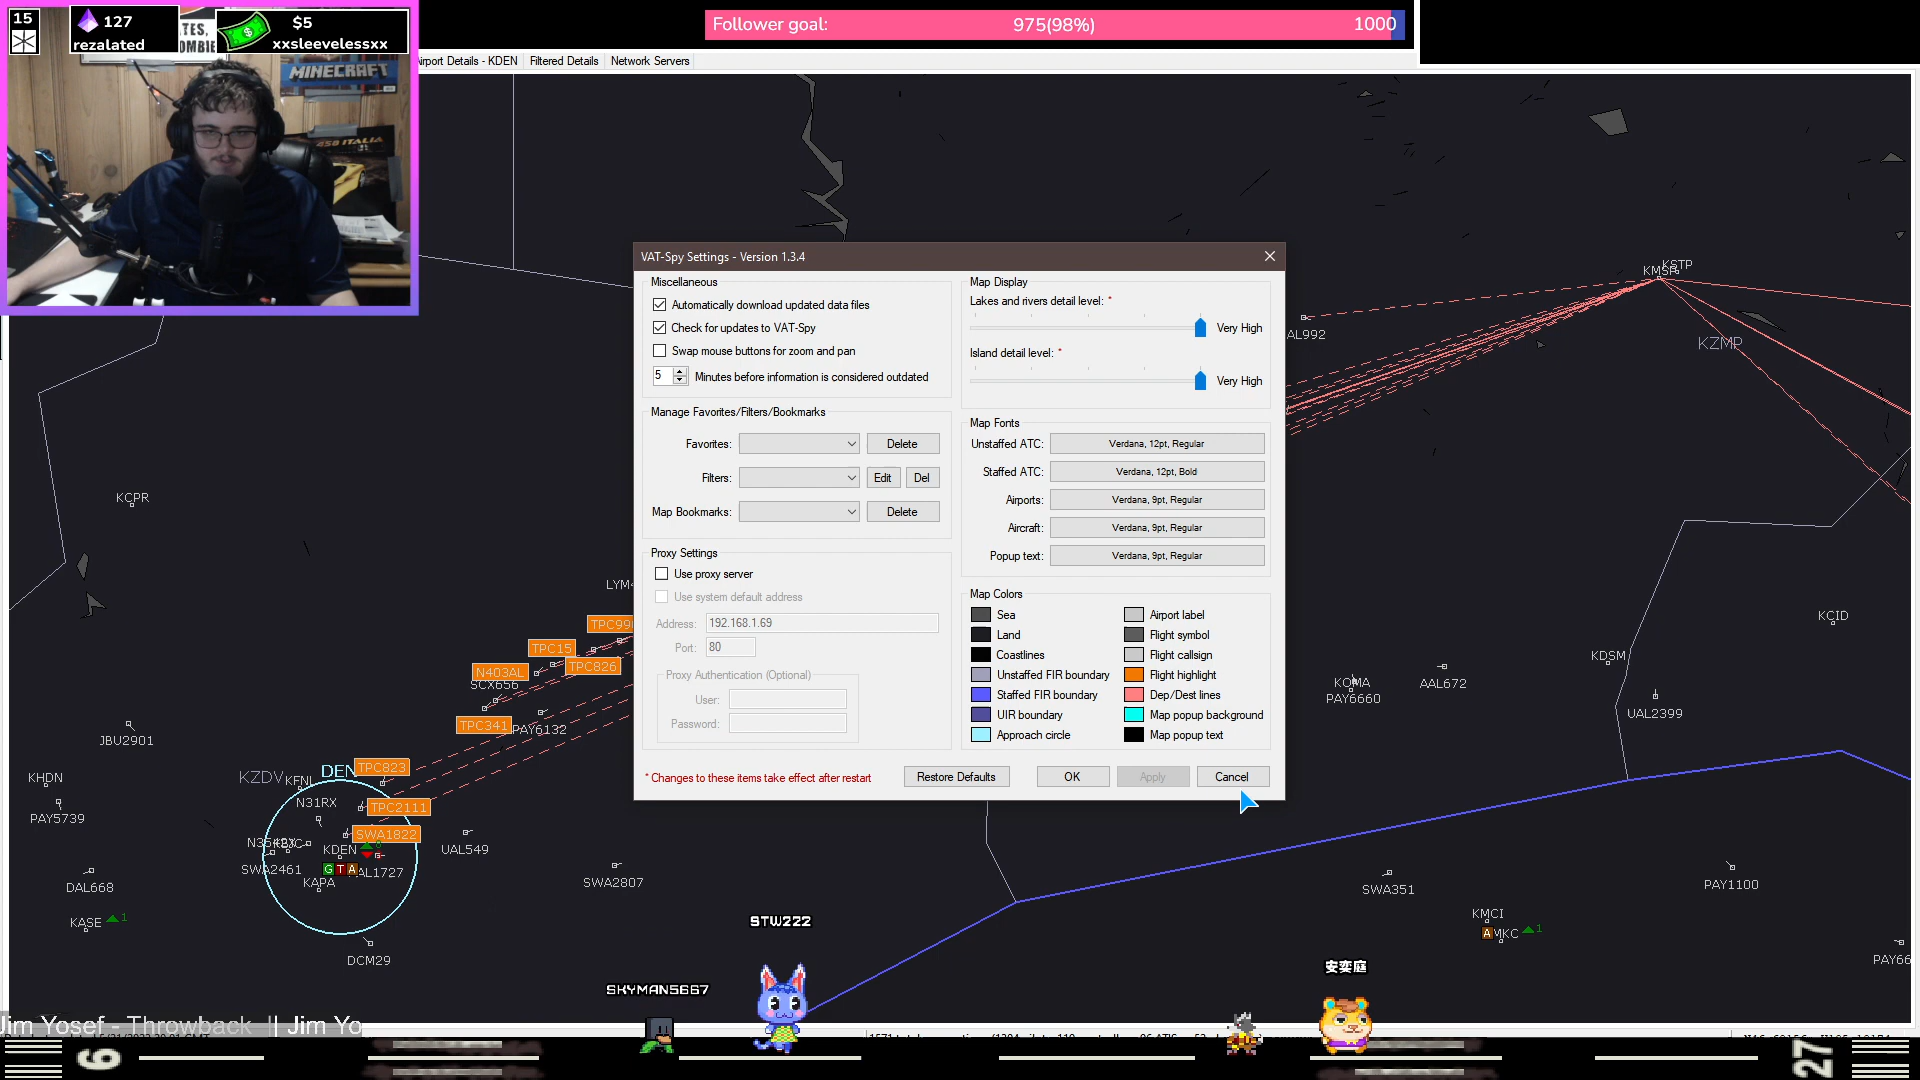 15
127
rezalated
$5
xxsleevelessxx
MINECRAFT
458 ITALIA
Follower goal:
975(98%)
1000
Airport Details - KDEN
Filtered Details
Network Servers
VAT-Spy Settings - Version 1.3.4
Miscellaneous
Automatically download updated data files
Check for updates to VAT-Spy
Swap mouse buttons for zoom and pan
5
Minutes before information is considered outdated
Manage Favorites/Filters/Bookmarks
Favorites:
Delete
Filters:
Edit
Del
Map Bookmarks:
Delete
Proxy Settings
Use proxy server
Use system default address
Address:
192.168.1.69
Port:
80
Proxy Authentication (Optional)
User:
Password:
* Changes to these items take effect after restart
Map Display
Lakes and rivers detail level: *
Very High
Island detail level: *
Very High
Map Fonts
Unstaffed ATC:
Verdana, 12pt, Regular
Staffed ATC:
Verdana, 12pt, Bold
Airports:
Verdana, 9pt, Regular
Aircraft:
Verdana, 9pt, Regular
Popup text:
Verdana, 9pt, Regular
Map Colors
Sea
Land
Coastlines
Unstaffed FIR boundary
Staffed FIR boundary
UIR boundary
Approach circle
Airport label
Flight symbol
Flight callsign
Flight highlight
Dep/Dest lines
Map popup background
Map popup text
Restore Defaults
OK
Apply
Cancel
KSTP
AL992
KZMP
KCPR
TPC15
TPC826
N403AL
SCX656
TPC341
PAY6132
JBU2901
KHDN
PAY5739
KZDV
KFNL
DEN
TPC823
N31RX
TPC2111
SWA1822
KDEN
UAL549
SWA2461
G T A
AL1727
KAPA
DAL668
KASE
1
DCM29
SWA2807
KCID
KDSM
KOMA
PAY6660
AAL672
UAL2399
SWA351
PAY1100
KMCI
A
1
PAY66
STW222
SKYMAN5667
安奕庭
Jim Yosef - Throwback || Jim Yo
9
27